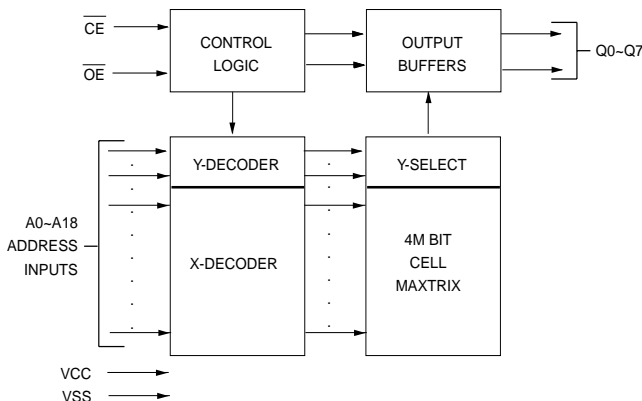 CE
OE
CONTROL
LOGIC
OUTPUT
BUFFERS
Q0~Q7
A0~A18
ADDRESS
INPUTS
Y-DECODER
Y-SELECT
X-DECODER
4M BIT
CELL
MAXTRIX
VCC
VSS